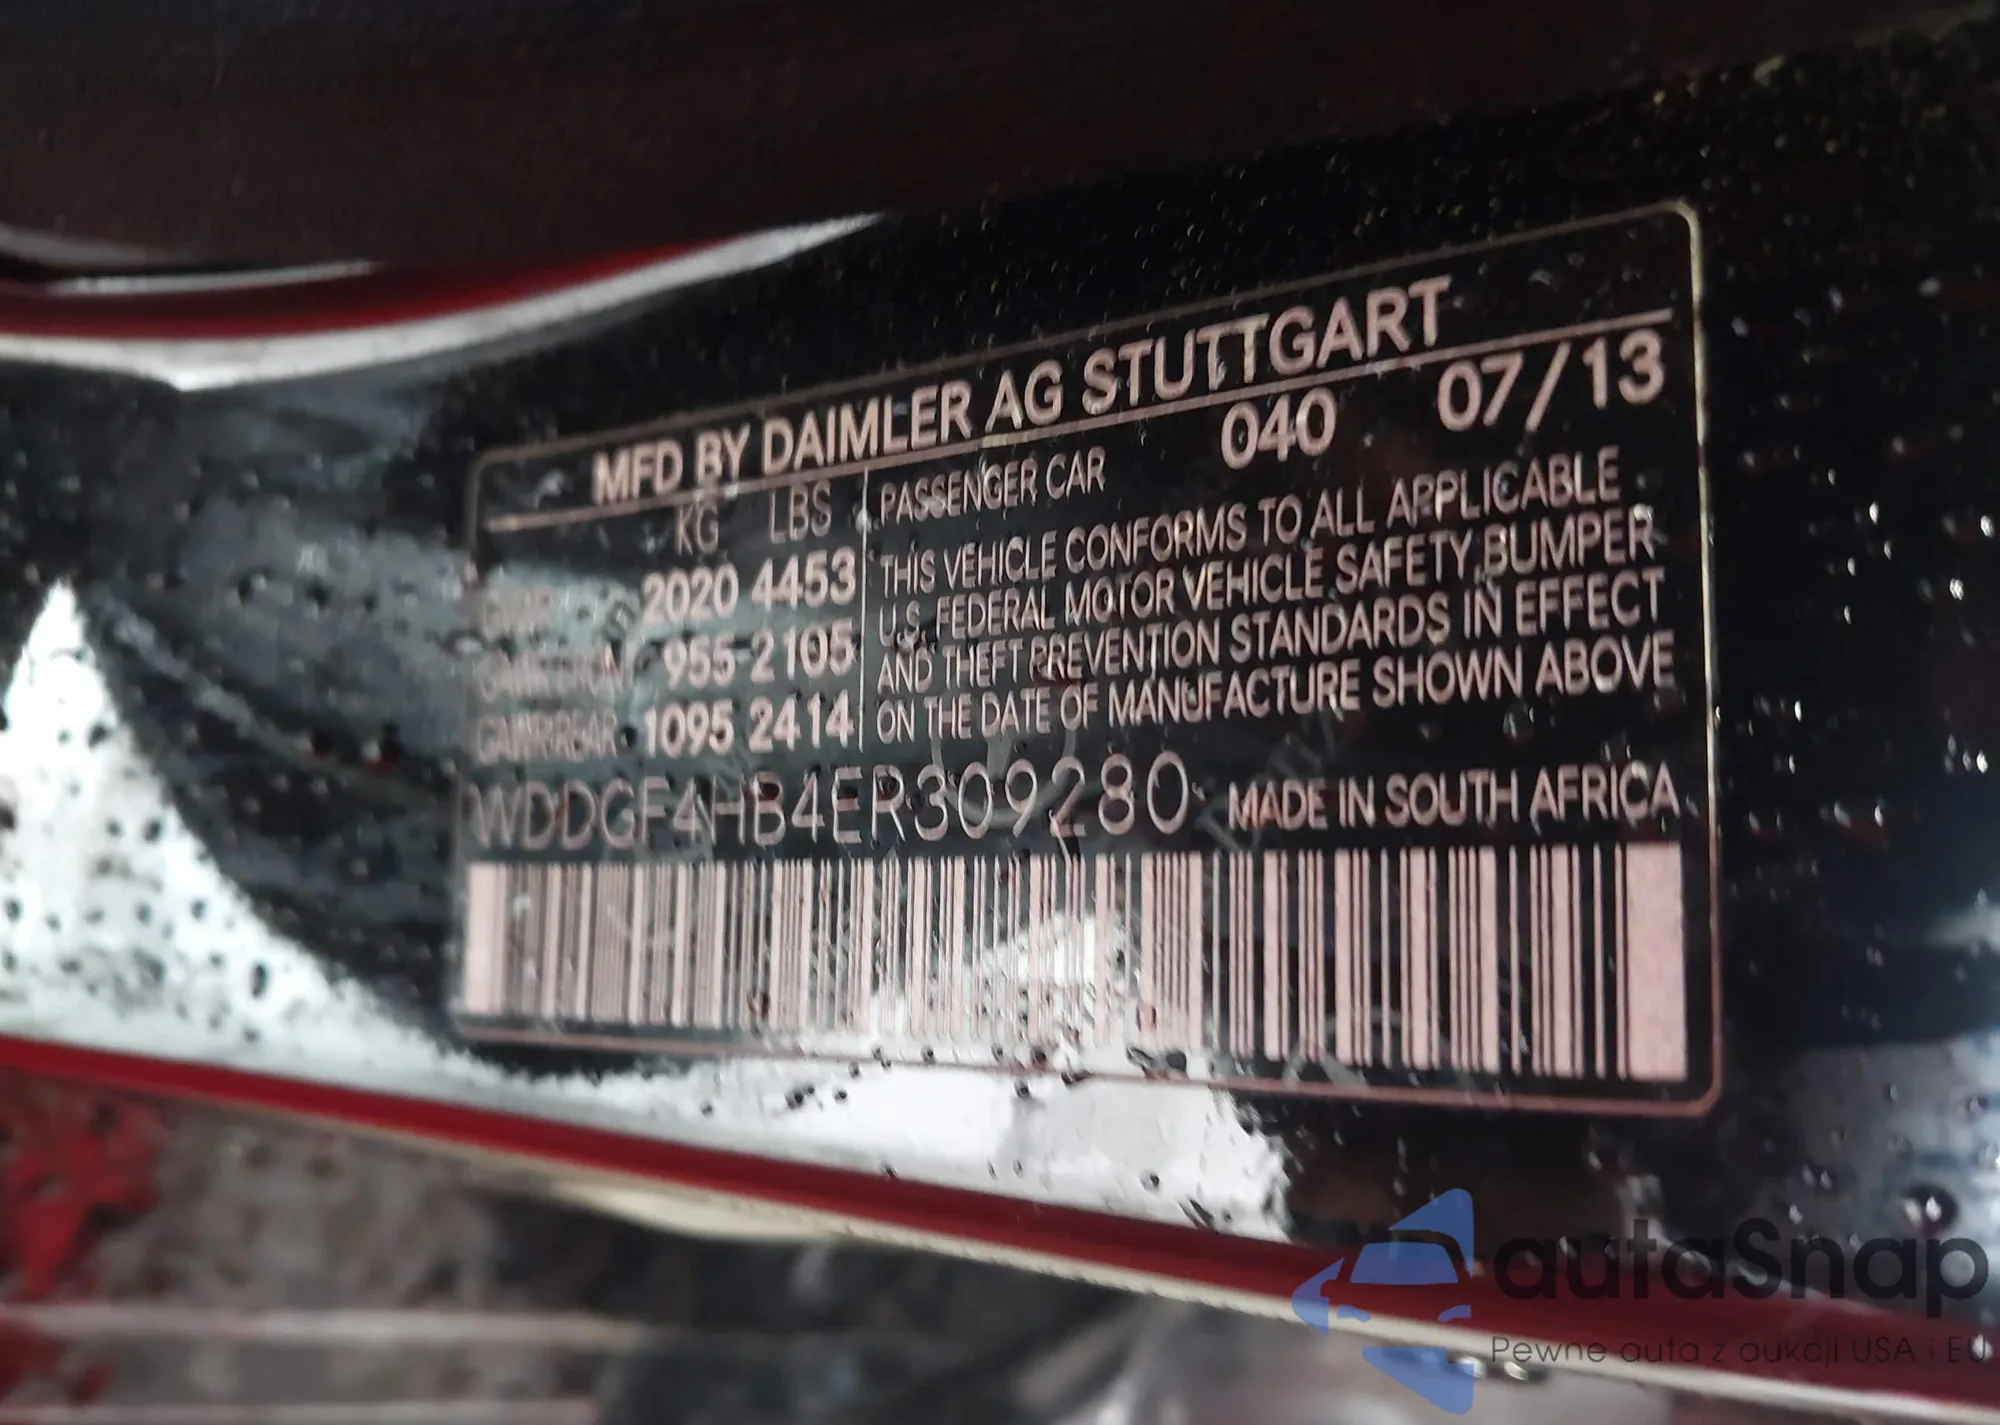 MFD BY DAIMLER AG STUTTGART
KG LBS PASSENGER CAR 040 07/13
2020 4453 THIS VEHICLE CONFORMS TO ALL APPLICABLE
955 2105 U.S. FEDERAL MOTOR VEHICLE SAFETY, BUMPER
GAWR REAR 1095 2414 AND THEFT PREVENTION STANDARDS IN EFFECT
ON THE DATE OF MANUFACTURE SHOWN ABOVE
WDDGF4HB4ER309280 MADE IN SOUTH AFRICA
autaSnap
Pewne auta z aukcji USA i EU